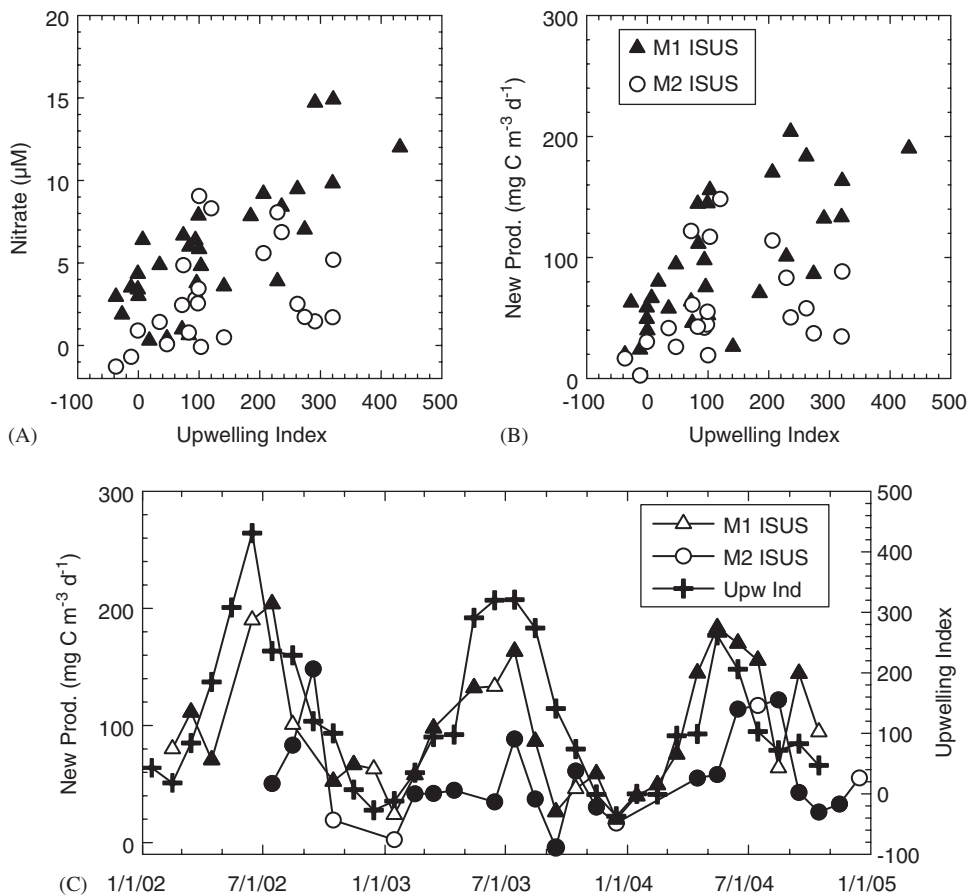 20
15
10
5
0
Nitrate (µM)
-100 0 100 200 300 400 500
(A) Upwelling Index
300
200
100
0
New Prod. (mg C m⁻³ d⁻¹)
M1 ISUS
M2 ISUS
-100 0 100 200 300 400 500
(B) Upwelling Index
300
200
100
0
New Prod. (mg C m⁻³ d⁻¹)
M1 ISUS
M2 ISUS
Upw Ind
500
400
300
200
100
0
-100
Upwelling Index
(C) 1/1/02 7/1/02 1/1/03 7/1/03 1/1/04 7/1/04 1/1/05